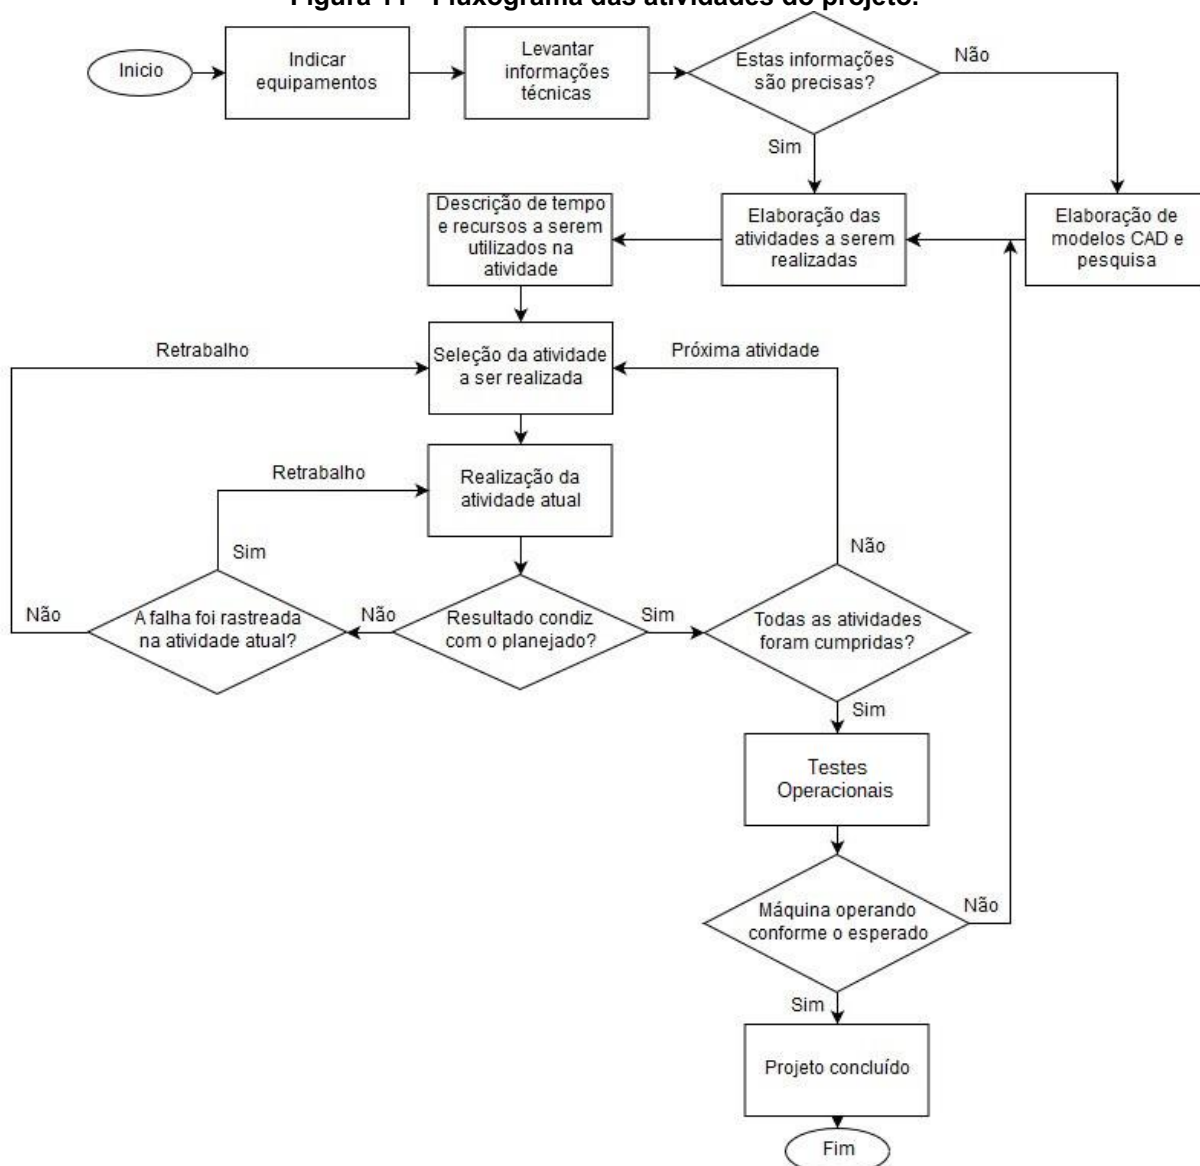 Figura - Fluxograma das atividades do projeto.
Inicio
Indicar
equipamentos
Levantar
informações
técnicas
Estas informações
são precisas?
Não
Sim
Descrição de tempo
e recursos a serem
utilizados na
atividade
Elaboração das
atividades a serem
realizadas
Elaboração de
modelos CAD e
pesquisa
Retrabalho
Seleção da atividade
a ser realizada
Próxima atividade
Retrabalho
Realização da
atividade atual
Sim
Não
Não
A falha foi rastreada
na atividade atual?
Não
Resultado condiz
com o planejado?
Sim
Todas as atividades
foram cumpridas?
Sim
Testes
Operacionais
Máquina operando
conforme o esperado
Não
Sim
Projeto concluído
Fim